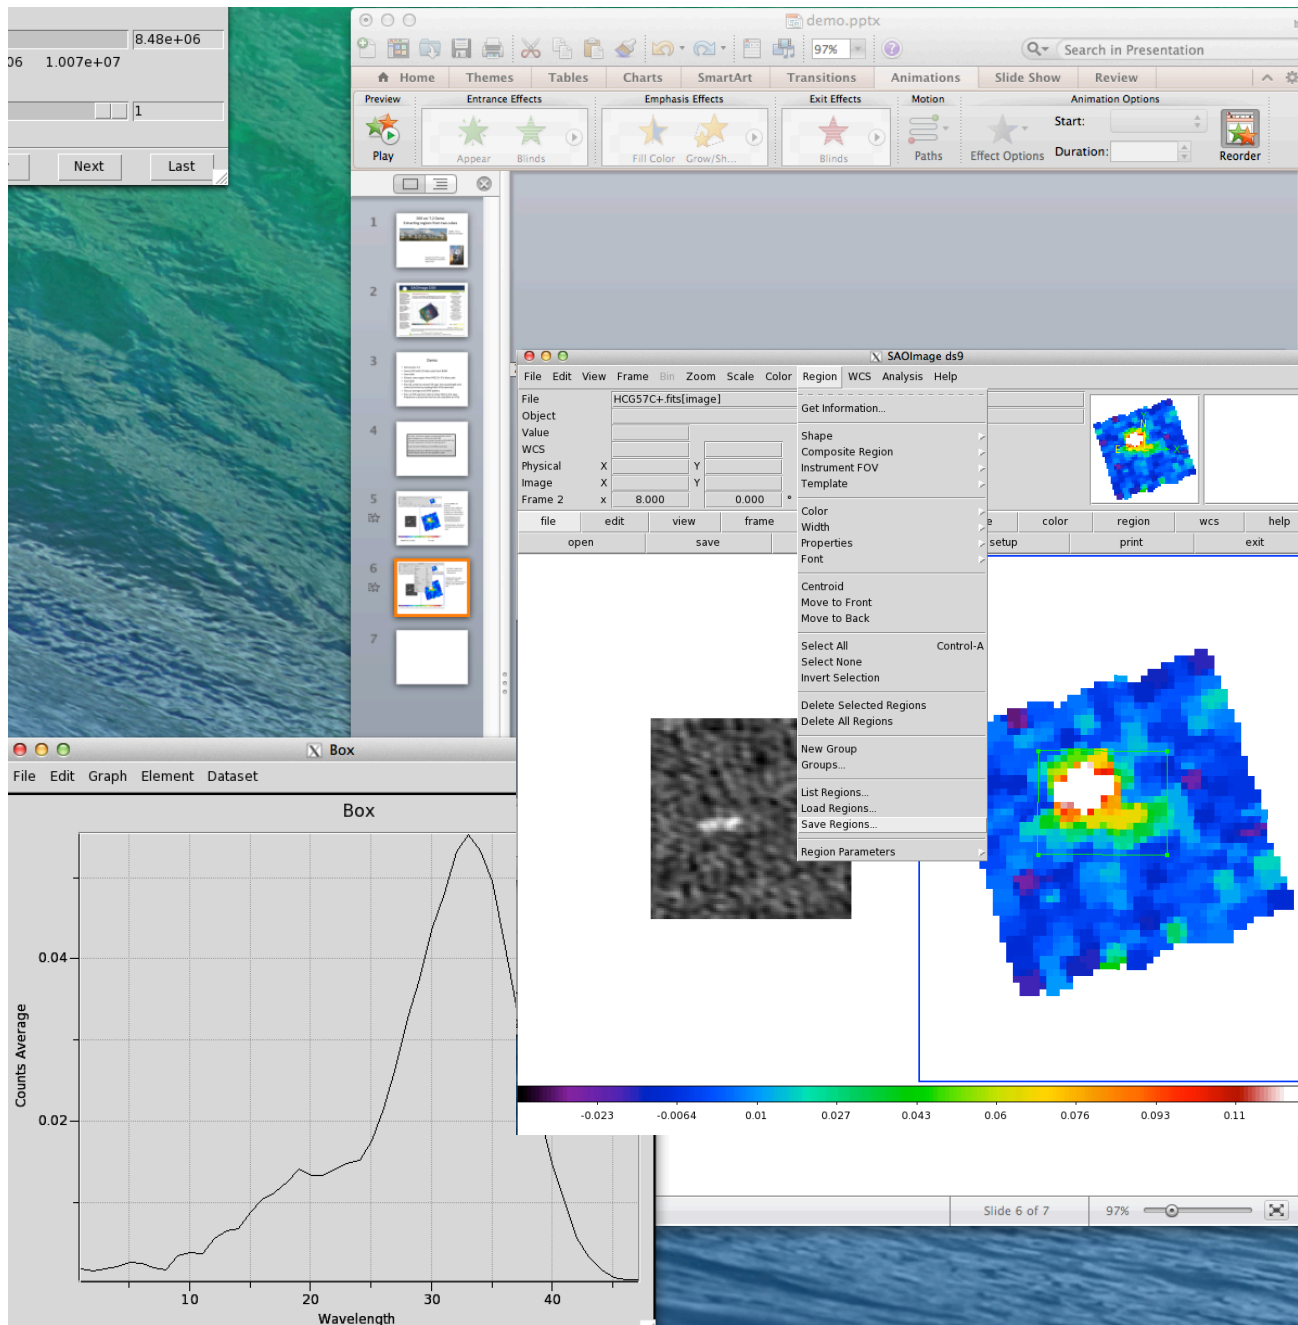 8.48e+06
06 1.007e+07
1
Next Last
demo.pptx
97%
Search in Presentation
Home Themes Tables Charts SmartArt Transitions Animations Slide Show Review
Preview Entrance Effects Emphasis Effects Exit Effects Motion Animation Options
Start:
Duration:
Play Appear Blinds Fill Color Grow/Sh... Blinds Paths Effect Options Reorder
1
2
3
4
5
6
7
SAOImage ds9
File Edit View Frame Bin Zoom Scale Color Region WCS Analysis Help
File HCG57C+.fits[image]
Object
Value
WCS
Physical X Y
Image X Y
Frame 2 x 8.000 0.000 °
file edit view frame e color region wcs help
open save setup print exit
Get Information...
Shape
Composite Region
Instrument FOV
Template
Color
Width
Properties
Font
Centroid
Move to Front
Move to Back
Select All Control-A
Select None
Invert Selection
Delete Selected Regions
Delete All Regions
New Group
Groups...
List Regions...
Load Regions...
Save Regions...
Region Parameters
N
E
-0.023 -0.0064 0.01 0.027 0.043 0.06 0.076 0.093 0.11
Slide 6 of 7 97%
Box
File Edit Graph Element Dataset
Box
Counts Average
0.04
0.02
10 20 30 40
Wavelength